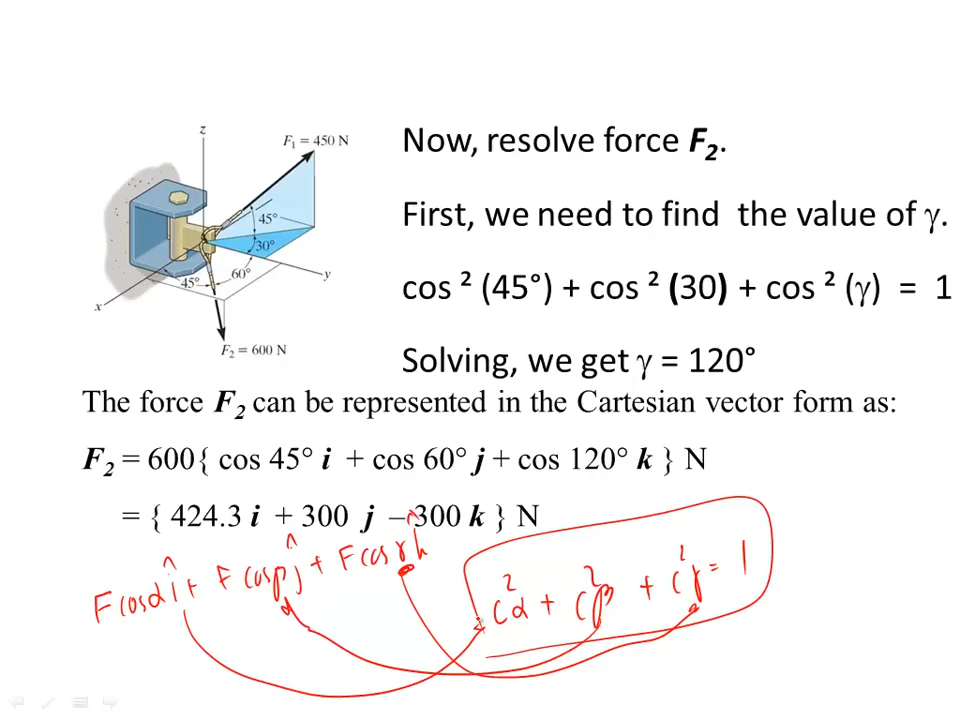 z
F₁ = 450 N
45°
30°
60°
45°
y
x
F₂ = 600 N
Now, resolve force F₂.
First, we need to find the value of γ.
cos ² (45°) + cos ² (30) + cos ² (γ) = 1
Solving, we get γ = 120°
The force F₂ can be represented in the Cartesian vector form as:
F₂ = 600{ cos 45° i + cos 60° j + cos 120° k } N
= { 424.3 i + 300 j – 300 k } N
F cosα î + F cosβ ĵ + F cosγ k̂
C²α + C²β + C²γ = 1